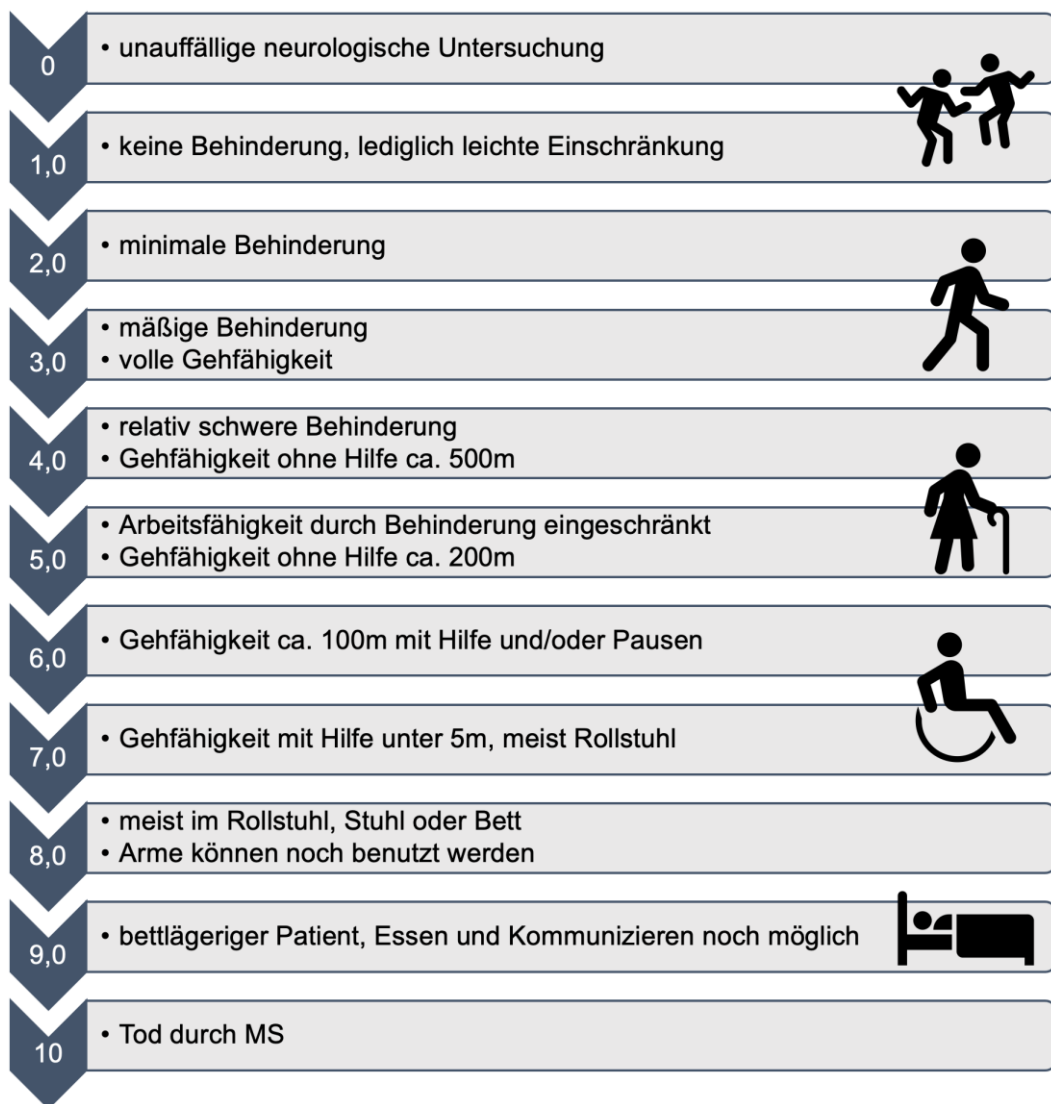 0
• unauffällige neurologische Untersuchung
1,0
• keine Behinderung, lediglich leichte Einschränkung
2,0
• minimale Behinderung
3,0
• mäßige Behinderung
• volle Gehfähigkeit
4,0
• relativ schwere Behinderung
• Gehfähigkeit ohne Hilfe ca. 500m
5,0
• Arbeitsfähigkeit durch Behinderung eingeschränkt
• Gehfähigkeit ohne Hilfe ca. 200m
6,0
• Gehfähigkeit ca. 100m mit Hilfe und/oder Pausen
7,0
• Gehfähigkeit mit Hilfe unter 5m, meist Rollstuhl
8,0
• meist im Rollstuhl, Stuhl oder Bett
• Arme können noch benutzt werden
9,0
• bettlägeriger Patient, Essen und Kommunizieren noch möglich
10
• Tod durch MS